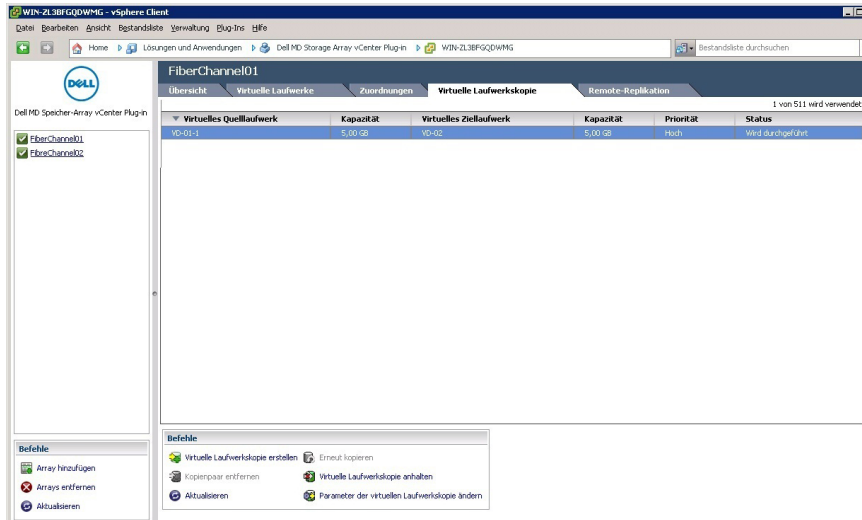 WIN-ZL3BFGQDWMG - vSphere Client
Datei Bearbeiten Ansicht Bestandsliste Verwaltung Plug-Ins Hilfe
Home Lösungen und Anwendungen Dell MD Storage Array vCenter Plug-in WIN-ZL3BFGQDWMG Bestandsliste durchsuchen
DELL
Dell MD Speicher-Array vCenter Plug-in
FiberChannel01
FibreChannel02
Befehle
Array hinzufügen
Arrays entfernen
Aktualisieren
FiberChannel01
Übersicht Virtuelle Laufwerke Zuordnungen Virtuelle Laufwerkskopie Remote-Replikation
1 von 511 wird verwendet
Virtuelles Quelllaufwerk Kapazität Virtuelles Ziellaufwerk Kapazität Priorität Status
VD-01-1 5,00 GB VD-02 5,00 GB Hoch Wird durchgeführt
Befehle
Virtuelle Laufwerkskopie erstellen Erneut kopieren
Kopienpaar entfernen Virtuelle Laufwerkskopie anhalten
Aktualisieren Parameter der virtuellen Laufwerkskopie ändern